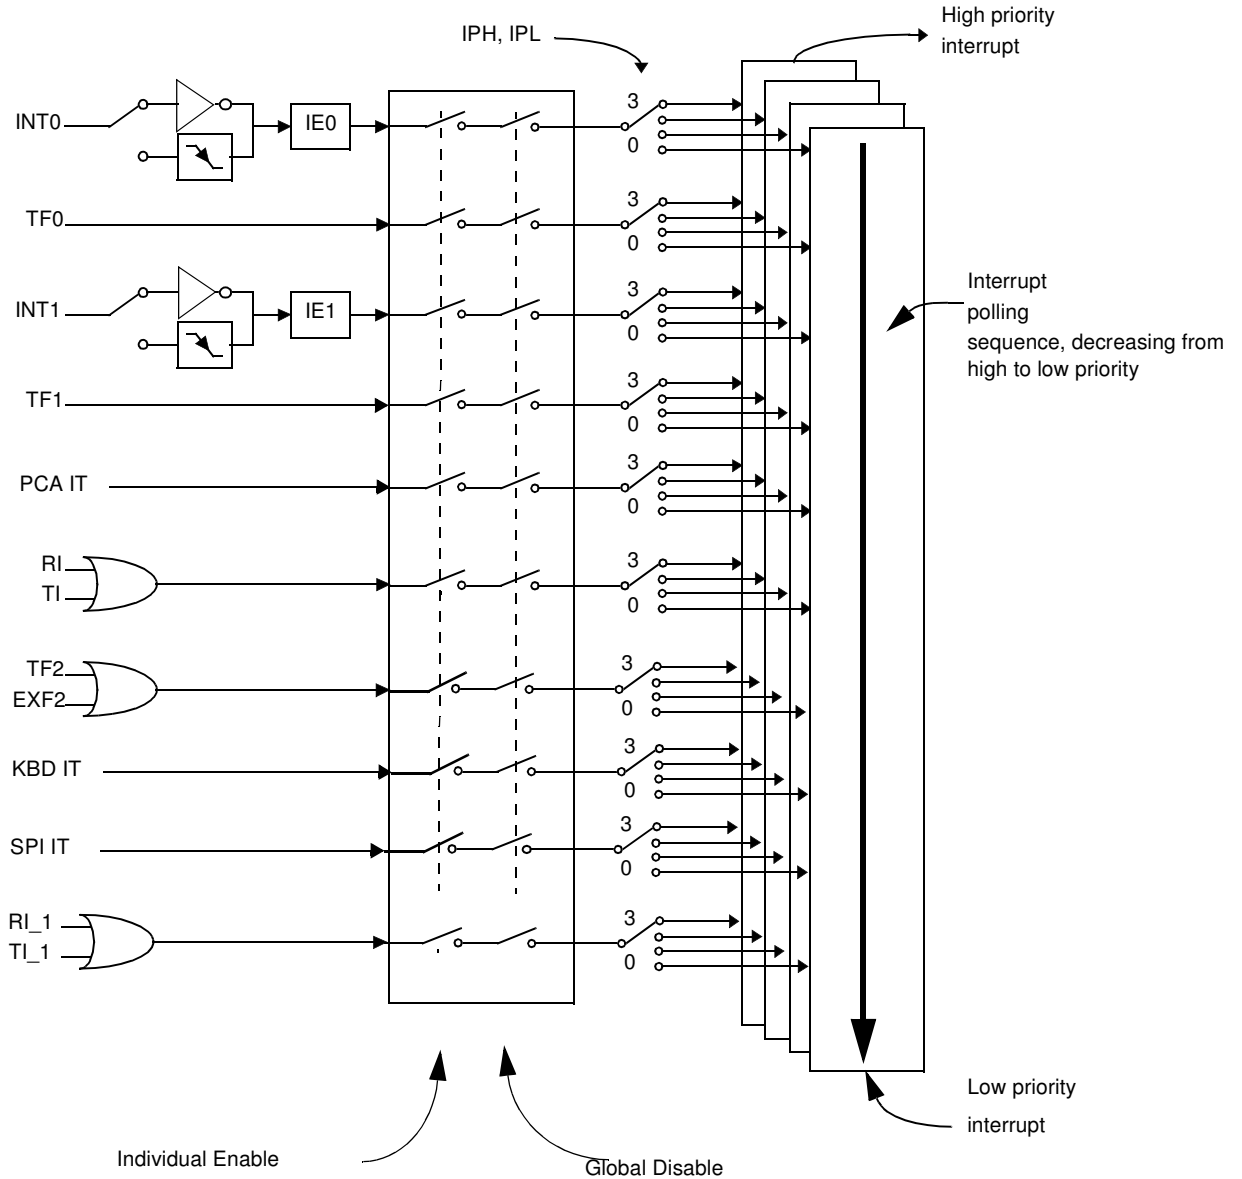 High priority
interrupt
IPH, IPL
INT0
IE0
3
0
TF0
3
0
INT1
IE1
3
0
Interrupt
polling
sequence, decreasing from
high to low priority
TF1
3
0
PCA IT
3
0
RI
TI
3
0
TF2
EXF2
3
0
KBD IT
3
0
SPI IT
3
0
RI_1
TI_1
3
0
Low priority
interrupt
Individual Enable
Global Disable